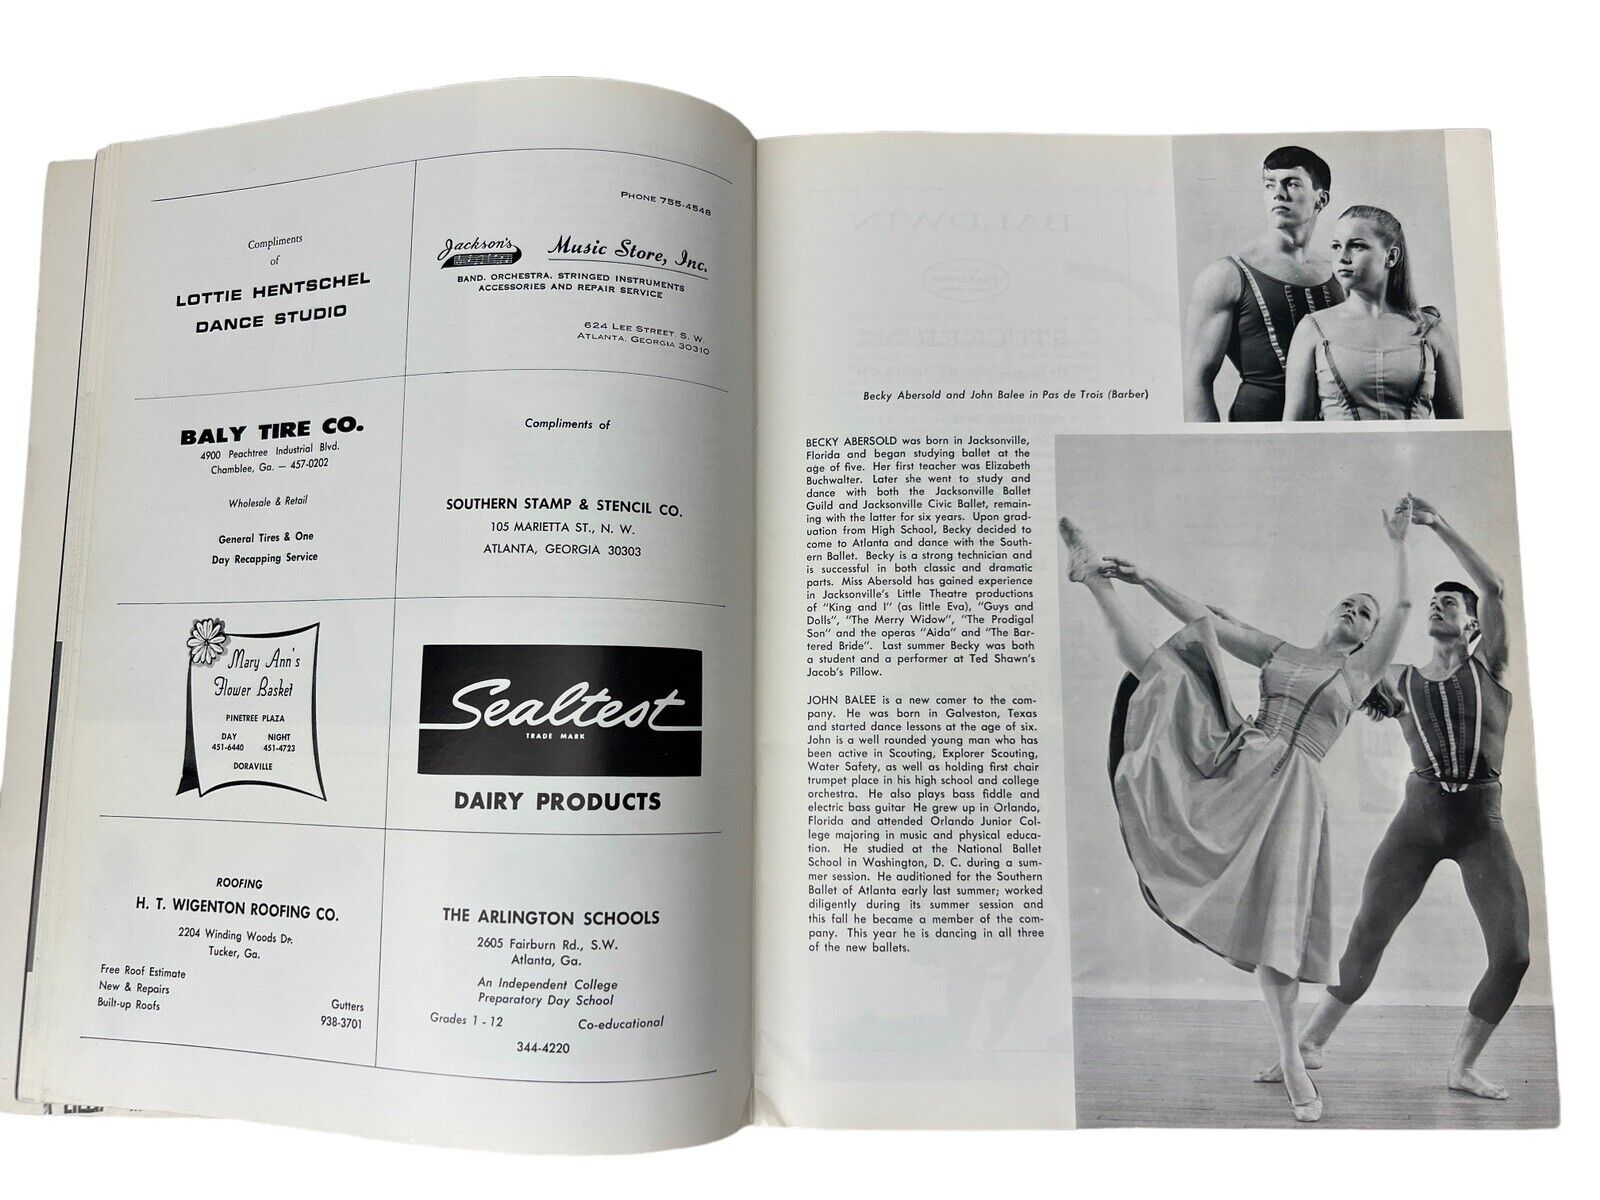 Compliments
of
LOTTIE HENTSCHEL
DANCE STUDIO
PHONE 755-4548
Jackson's Music Store, Inc.
BAND, ORCHESTRA, STRINGED INSTRUMENTS
ACCESSORIES AND REPAIR SERVICE
624 LEE STREET, S. W.
ATLANTA, GEORGIA 30310
BALY TIRE CO.
4900 Peachtree Industrial Blvd.
Chamblee, Ga. — 457-0202
Wholesale & Retail
General Tires & One
Day Recapping Service
Compliments of
SOUTHERN STAMP & STENCIL CO.
105 MARIETTA ST., N. W.
ATLANTA, GEORGIA 30303
Mary Ann's
Flower Basket
PINETREE PLAZA
DAY NIGHT
451-6440 451-4723
DORAVILLE
Sealtest
TRADE MARK
DAIRY PRODUCTS
ROOFING
H. T. WIGENTON ROOFING CO.
2204 Winding Woods Dr.
Tucker, Ga.
Free Roof Estimate
New & Repairs
Built-up Roofs
Gutters
938-3701
THE ARLINGTON SCHOOLS
2605 Fairburn Rd., S.W.
Atlanta, Ga.
An Independent College
Preparatory Day School
Grades 1 - 12 Co-educational
344-4220
Becky Abersold and John Balee in Pas de Trois (Barber)
BECKY ABERSOLD was born in Jacksonville,
Florida and began studying ballet at the
age of five. Her first teacher was Elizabeth
Buchwalter. Later she went to study and
dance with both the Jacksonville Ballet
Guild and Jacksonville Civic Ballet, remain-
ing with the latter for six years. Upon grad-
uation from High School, Becky decided to
come to Atlanta and dance with the South-
ern Ballet. Becky is a strong technician and
is successful in both classic and dramatic
parts. Miss Abersold has gained experience
in Jacksonville's Little Theatre productions
of "King and I" (as little Eva), "Guys and
Dolls", "The Merry Widow", "The Prodigal
Son" and the operas "Aida" and "The Bar-
tered Bride". Last summer Becky was both
a student and a performer at Ted Shawn's
Jacob's Pillow.
JOHN BALEE is a new comer to the com-
pany. He was born in Galveston, Texas
and started dance lessons at the age of six.
John is a well rounded young man who has
been active in Scouting, Explorer Scouting,
Water Safety, as well as holding first chair
trumpet place in his high school and college
orchestra. He also plays bass fiddle and
electric bass guitar He grew up in Orlando,
Florida and attended Orlando Junior Col-
lege majoring in music and physical educa-
tion. He studied at the National Ballet
School in Washington, D. C. during a sum-
mer session. He auditioned for the Southern
Ballet of Atlanta early last summer; worked
diligently during its summer session and
this fall he became a member of the com-
pany. This year he is dancing in all three
of the new ballets.